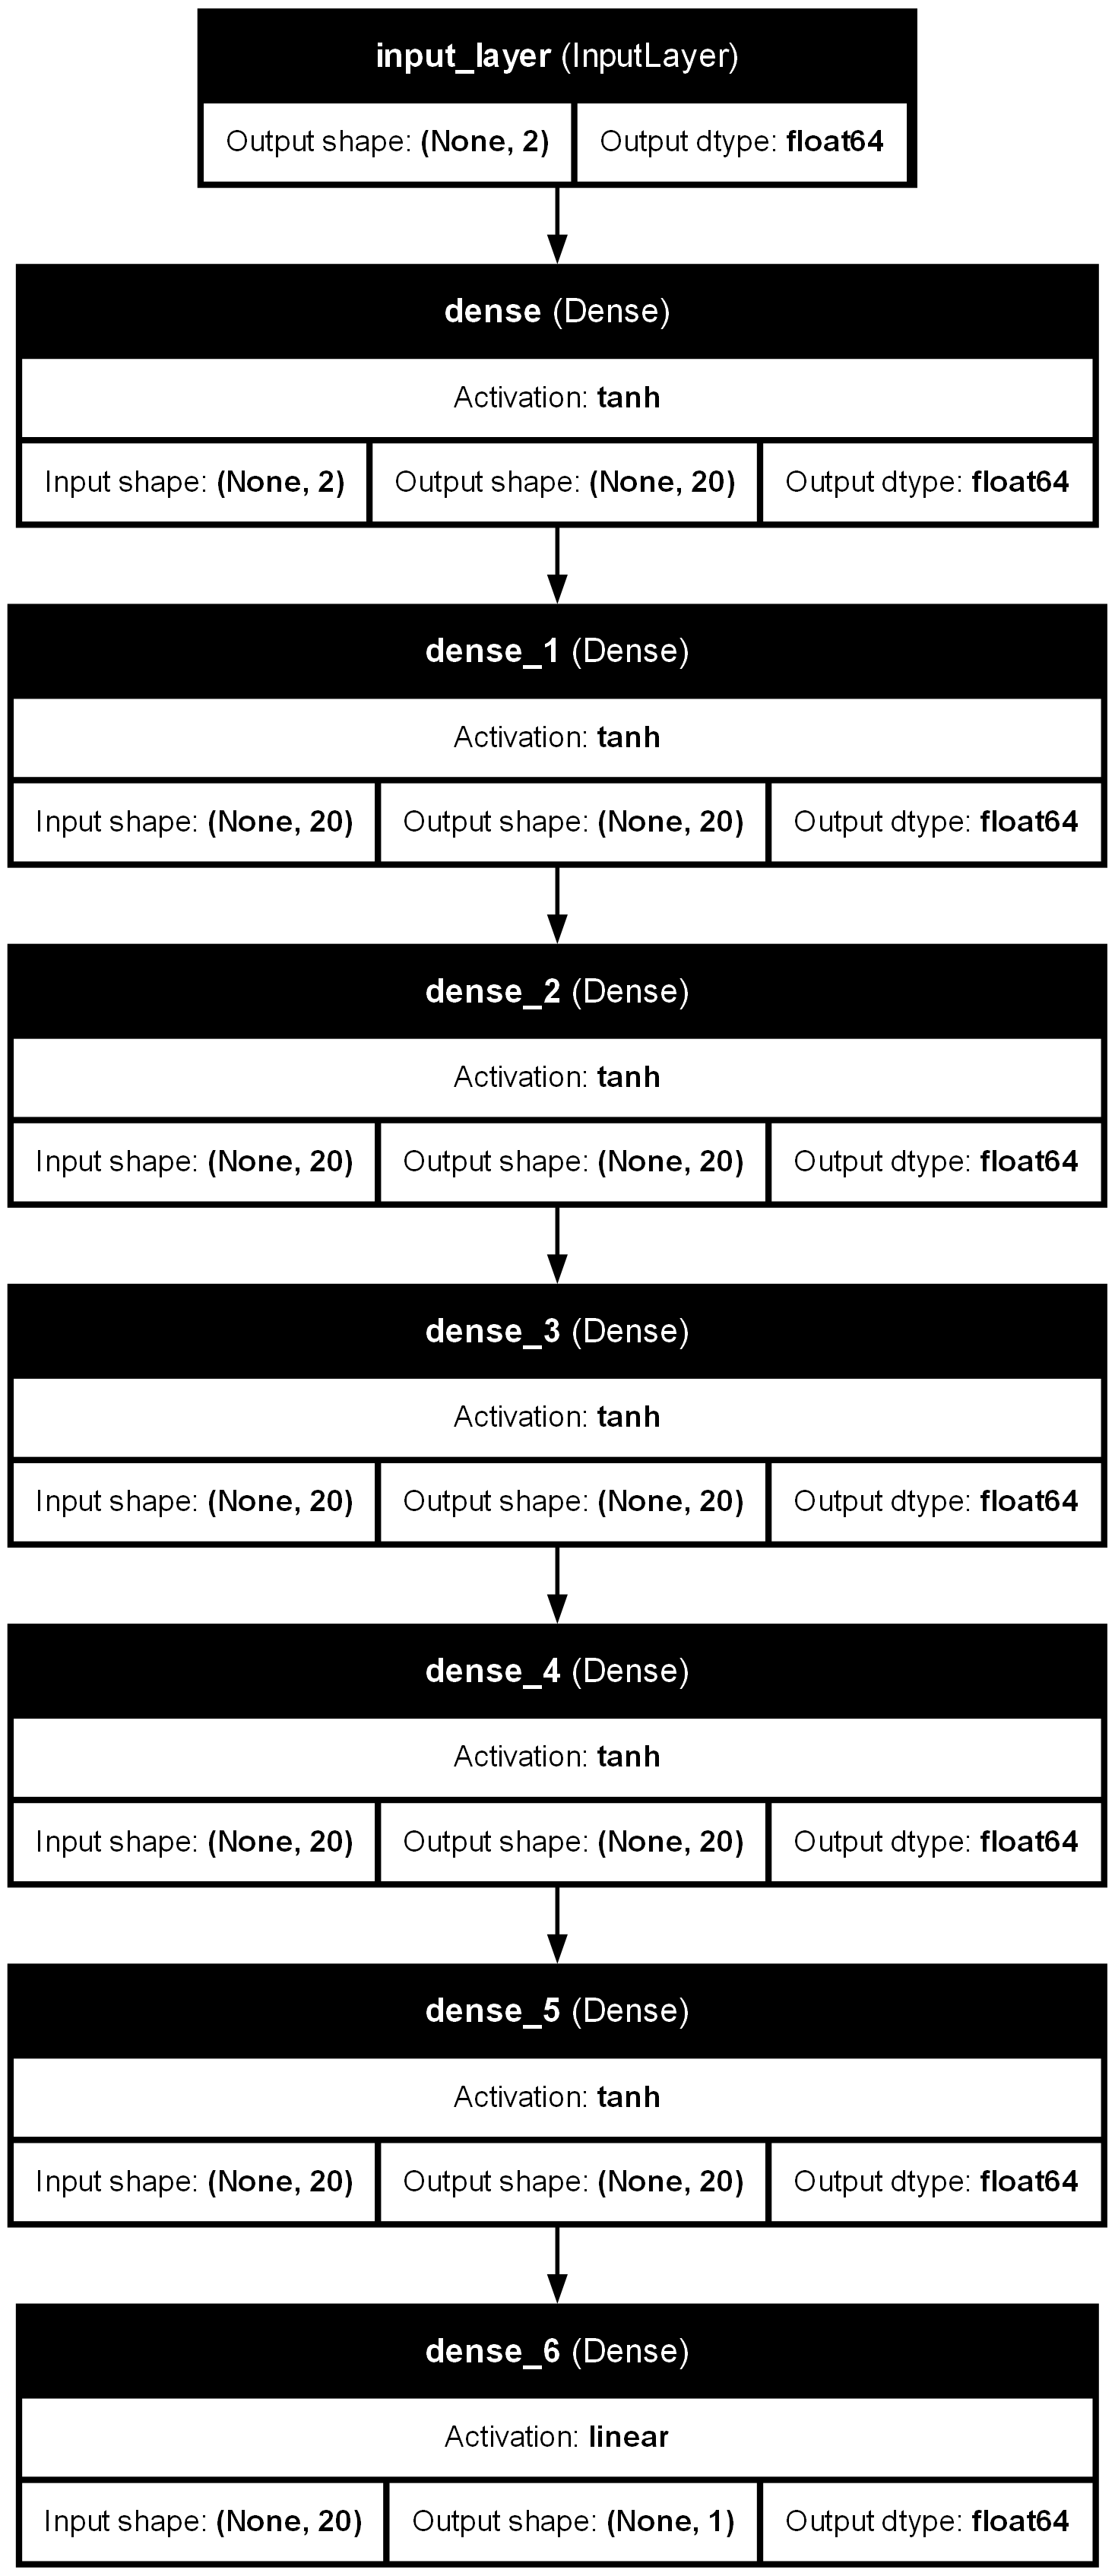 input_layer (InputLayer)
Output shape: (None, 2) Output dtype: float64
dense (Dense)
Activation: tanh
Input shape: (None, 2) Output shape: (None, 20) Output dtype: float64
dense_1 (Dense)
Activation: tanh
Input shape: (None, 20) Output shape: (None, 20) Output dtype: float64
dense_2 (Dense)
Activation: tanh
Input shape: (None, 20) Output shape: (None, 20) Output dtype: float64
dense_3 (Dense)
Activation: tanh
Input shape: (None, 20) Output shape: (None, 20) Output dtype: float64
dense_4 (Dense)
Activation: tanh
Input shape: (None, 20) Output shape: (None, 20) Output dtype: float64
dense_5 (Dense)
Activation: tanh
Input shape: (None, 20) Output shape: (None, 20) Output dtype: float64
dense_6 (Dense)
Activation: linear
Input shape: (None, 20) Output shape: (None, 1) Output dtype: float64